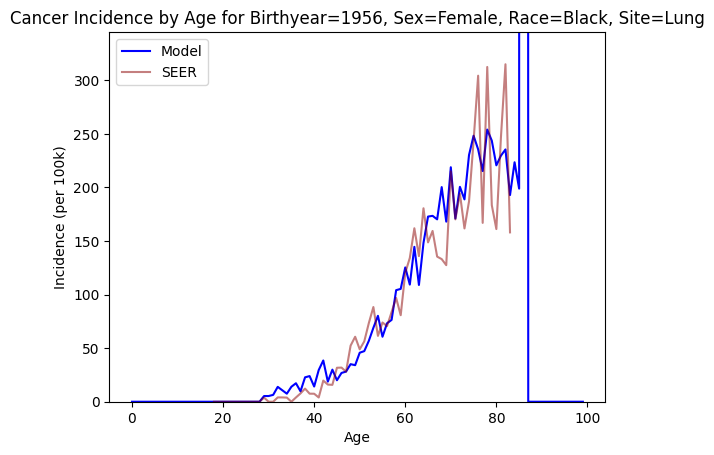 Cancer Incidence by Age for Birthyear=1956, Sex=Female, Race=Black, Site=Lung
Model
SEER
300
250
200
150
100
50
0
Incidence (per 100k)
0 20 40 60 80 100
Age